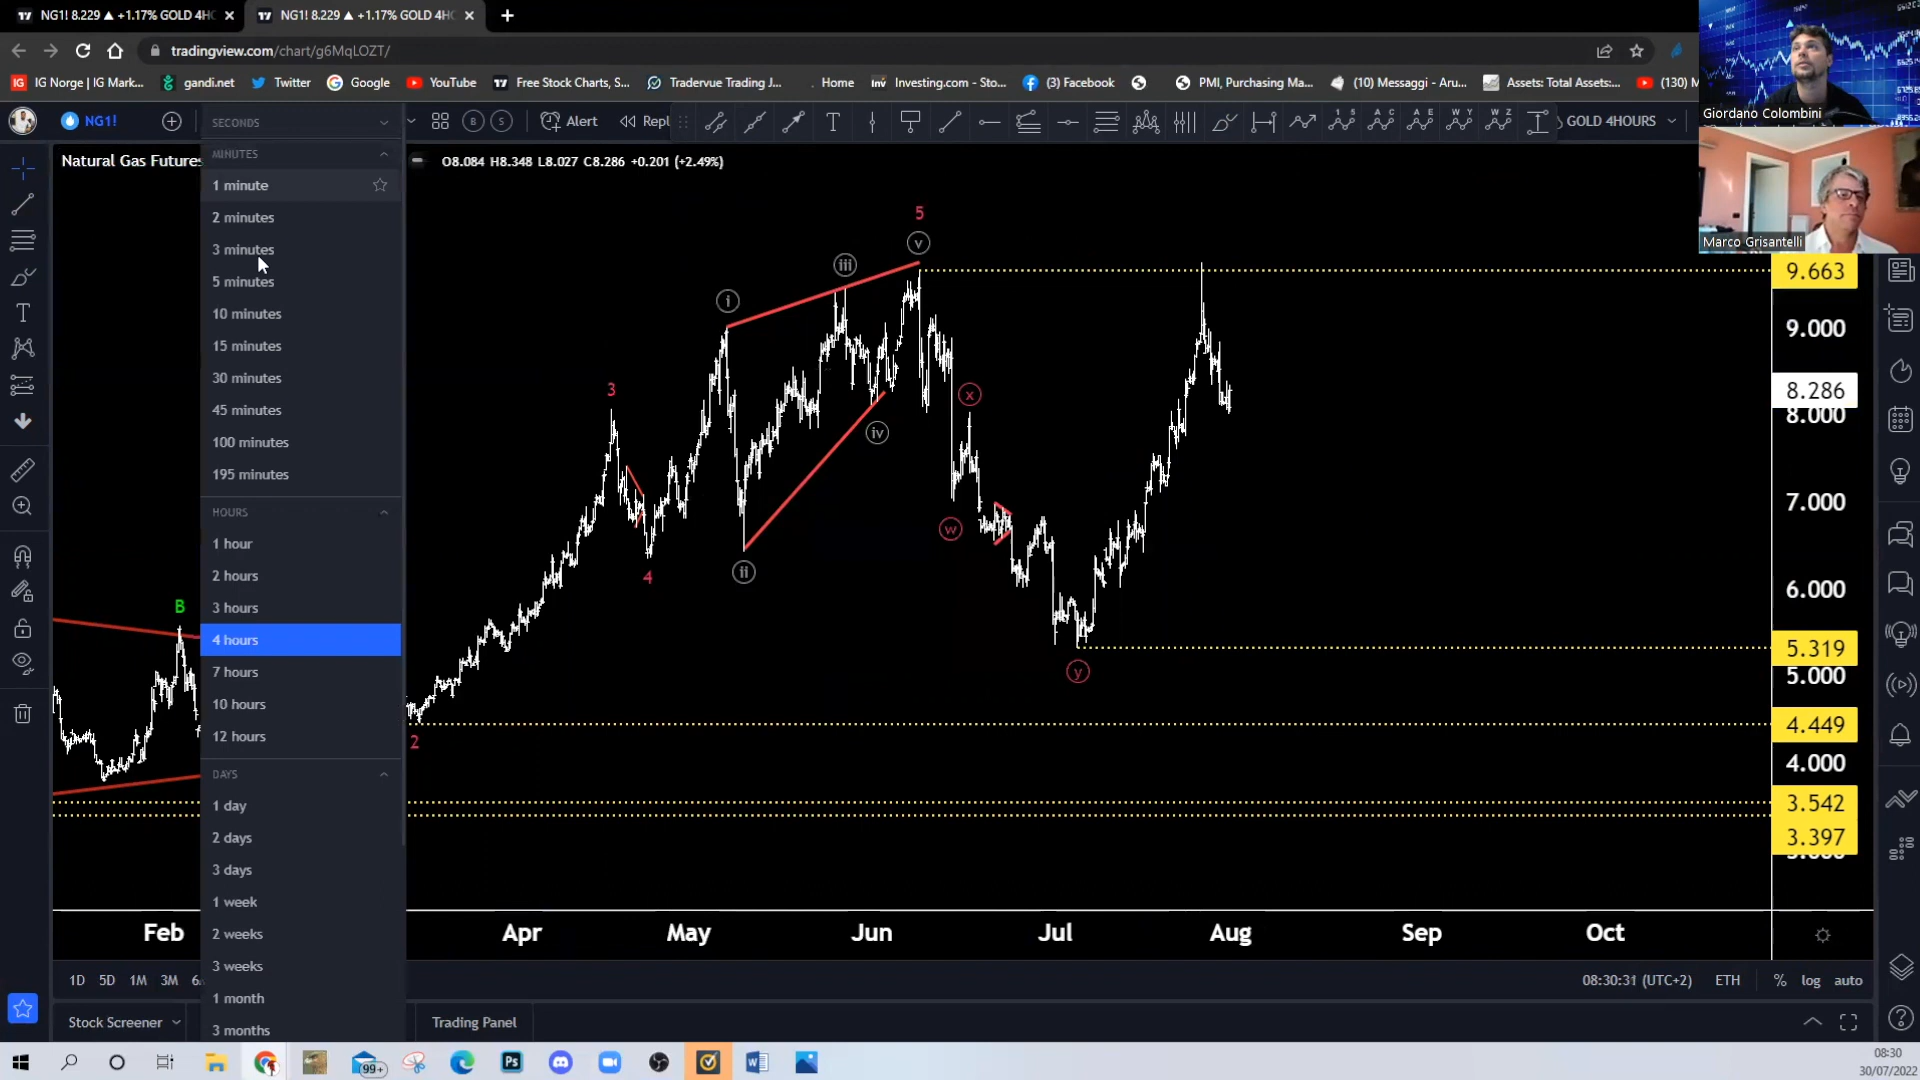 NG1! 8.229 ▲ +1.17% GOLD 4HC
NG1! 8.229 ▲ +1.17% GOLD 4HC
tradingview.com/chart/g6MqLOZT/
IG Norge | IG Mark...
gandi.net
Twitter
Google
YouTube
Free Stock Charts, S...
Tradervue Trading J...
Home
Investing.com - Sto...
(3) Facebook
PMI, Purchasing Ma...
(10) Messaggi - Aru...
Assets: Total Assets:...
(130) M
Giordano Colombini
Marco Grisantelli
NG1!
SECONDS
B
S
Alert
Repl
GOLD 4HOURS
Natural Gas Futures
O8.084 H8.348 L8.027 C8.286 +0.201 (+2.49%)
MINUTES
1 minute
2 minutes
3 minutes
5 minutes
10 minutes
15 minutes
30 minutes
45 minutes
100 minutes
195 minutes
HOURS
1 hour
2 hours
3 hours
4 hours
7 hours
10 hours
12 hours
DAYS
1 day
2 days
3 days
1 week
2 weeks
3 weeks
1 month
3 months
B
2
3
4
5
i
ii
iii
iv
v
w
x
y
9.663
9.000
8.286
8.000
7.000
6.000
5.319
5.000
4.449
4.000
3.542
3.397
Feb
Apr
May
Jun
Jul
Aug
Sep
Oct
1D
5D
1M
3M
08:30:31 (UTC+2)
ETH
%
log
auto
Stock Screener
Trading Panel
99+
08:30
30/07/2022